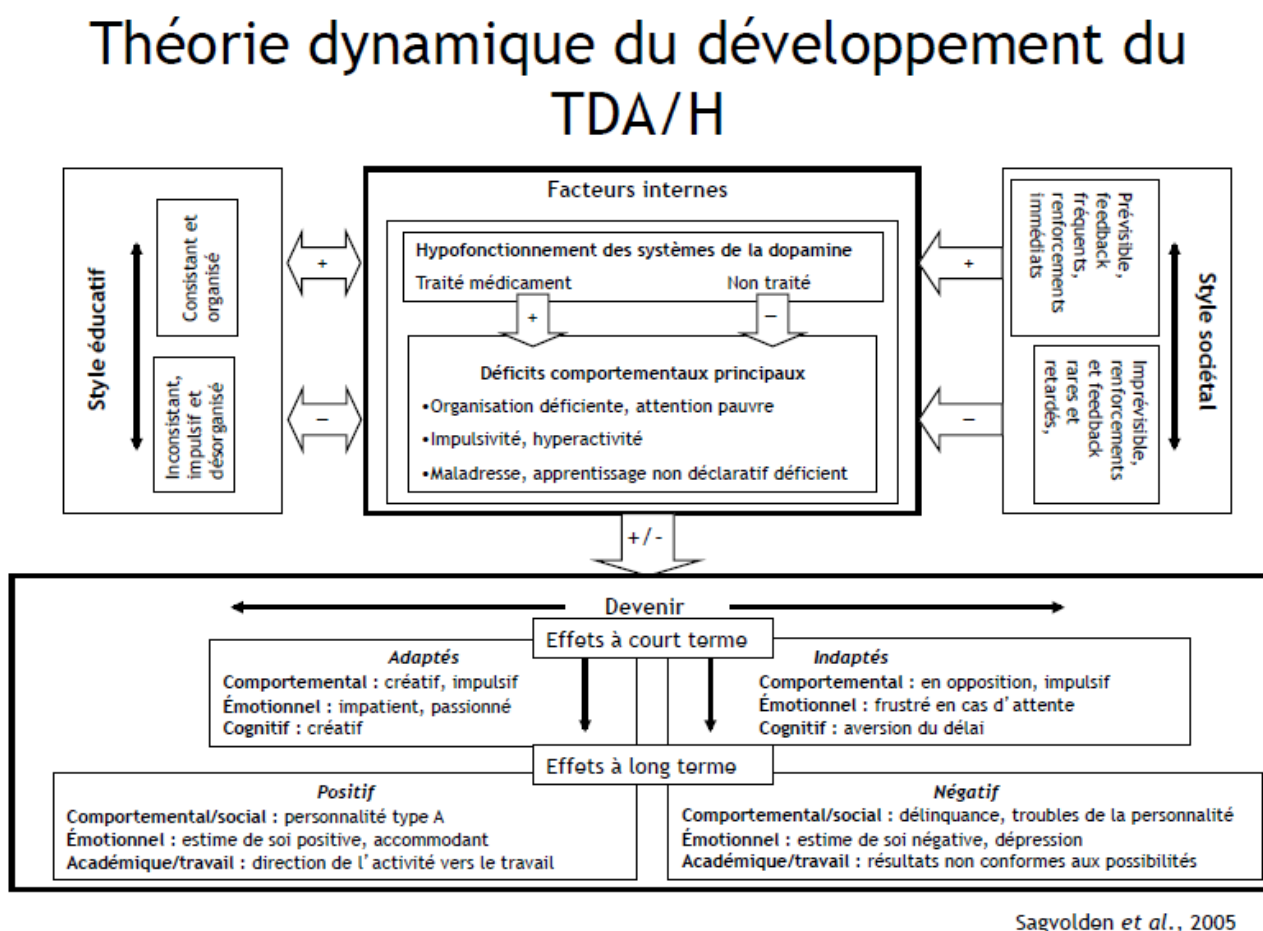 Théorie dynamique du développement du
TDA/H
Style éducatif
Consistant et
organisé
Inconsistant,
impulsif et
désorganisé
+
−
Facteurs internes
Hypofonctionnement des systèmes de la dopamine
Traité médicament
Non traité
+
−
Déficits comportementaux principaux
•Organisation déficiente, attention pauvre
•Impulsivité, hyperactivité
•Maladresse, apprentissage non déclaratif déficient
+
−
Prévisible,
feedback
fréquents,
renforcements
immédiats
Imprévisible,
renforcements
et feedback
rares et
retardés,
Style sociétal
+/-
Devenir
Effets à court terme
Adaptés
Comportemental : créatif, impulsif
Émotionnel : impatient, passionné
Cognitif : créatif
Indaptés
Comportemental : en opposition, impulsif
Émotionnel : frustré en cas d'attente
Cognitif : aversion du délai
Effets à long terme
Positif
Comportemental/social : personnalité type A
Émotionnel : estime de soi positive, accommodant
Académique/travail : direction de l'activité vers le travail
Négatif
Comportemental/social : délinquance, troubles de la personnalité
Émotionnel : estime de soi négative, dépression
Académique/travail : résultats non conformes aux possibilités
Sagvolden et al., 2005